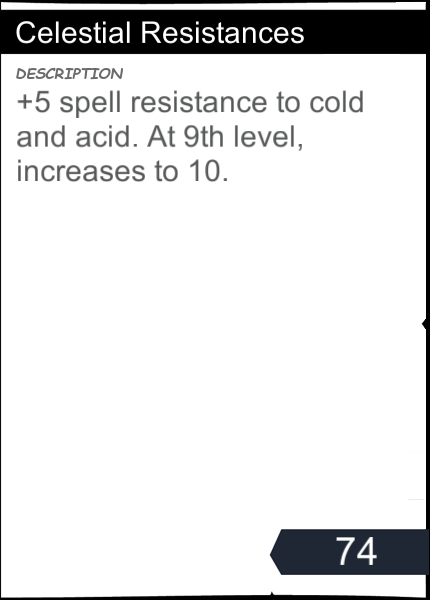 Celestial Resistances
DESCRIPTION
+5 spell resistance to cold
and acid. At 9th level,
increases to 10.
74